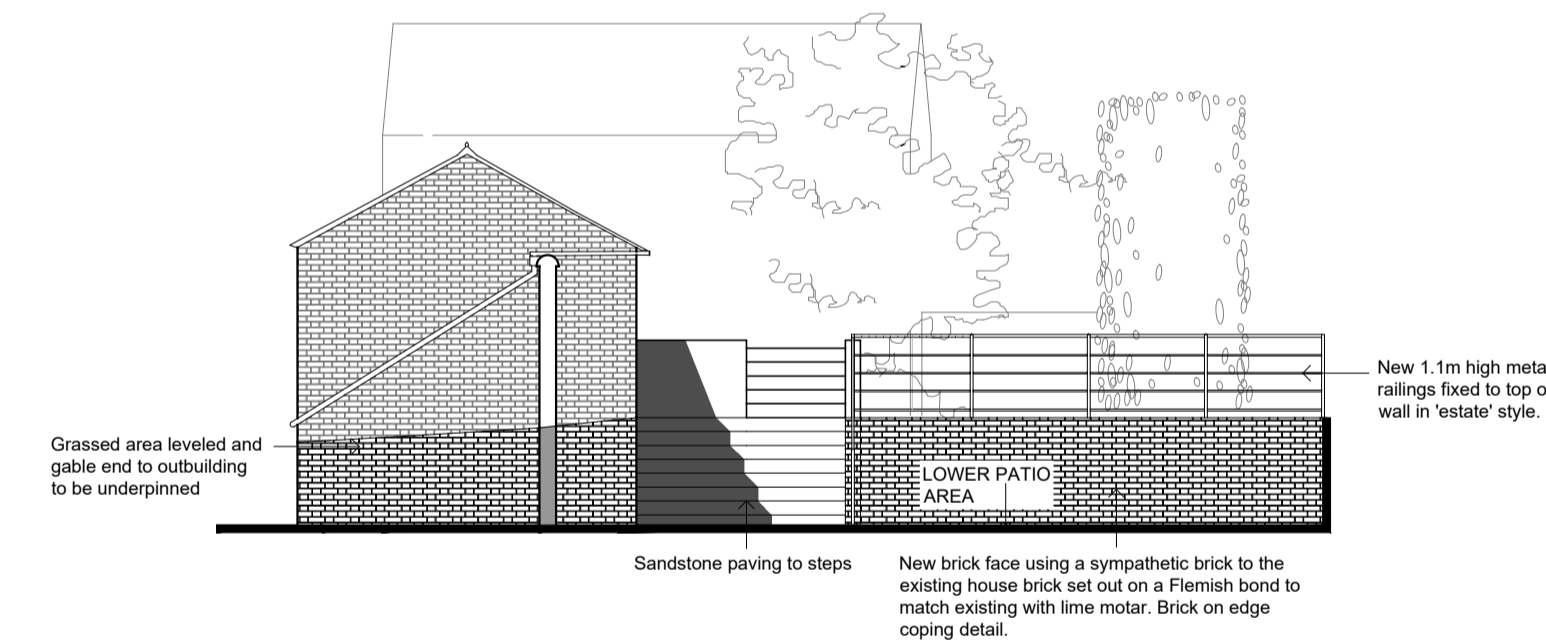 Grassed area leveled and
gable end to outbuilding
to be underpinned
LOWER PATIO
AREA
New 1.1m high meta
railings fixed to top o
wall in 'estate' style.
Sandstone paving to steps
New brick face using a sympathetic brick to the
existing house brick set out on a Flemish bond to
match existing with lime motar. Brick on edge
coping detail.